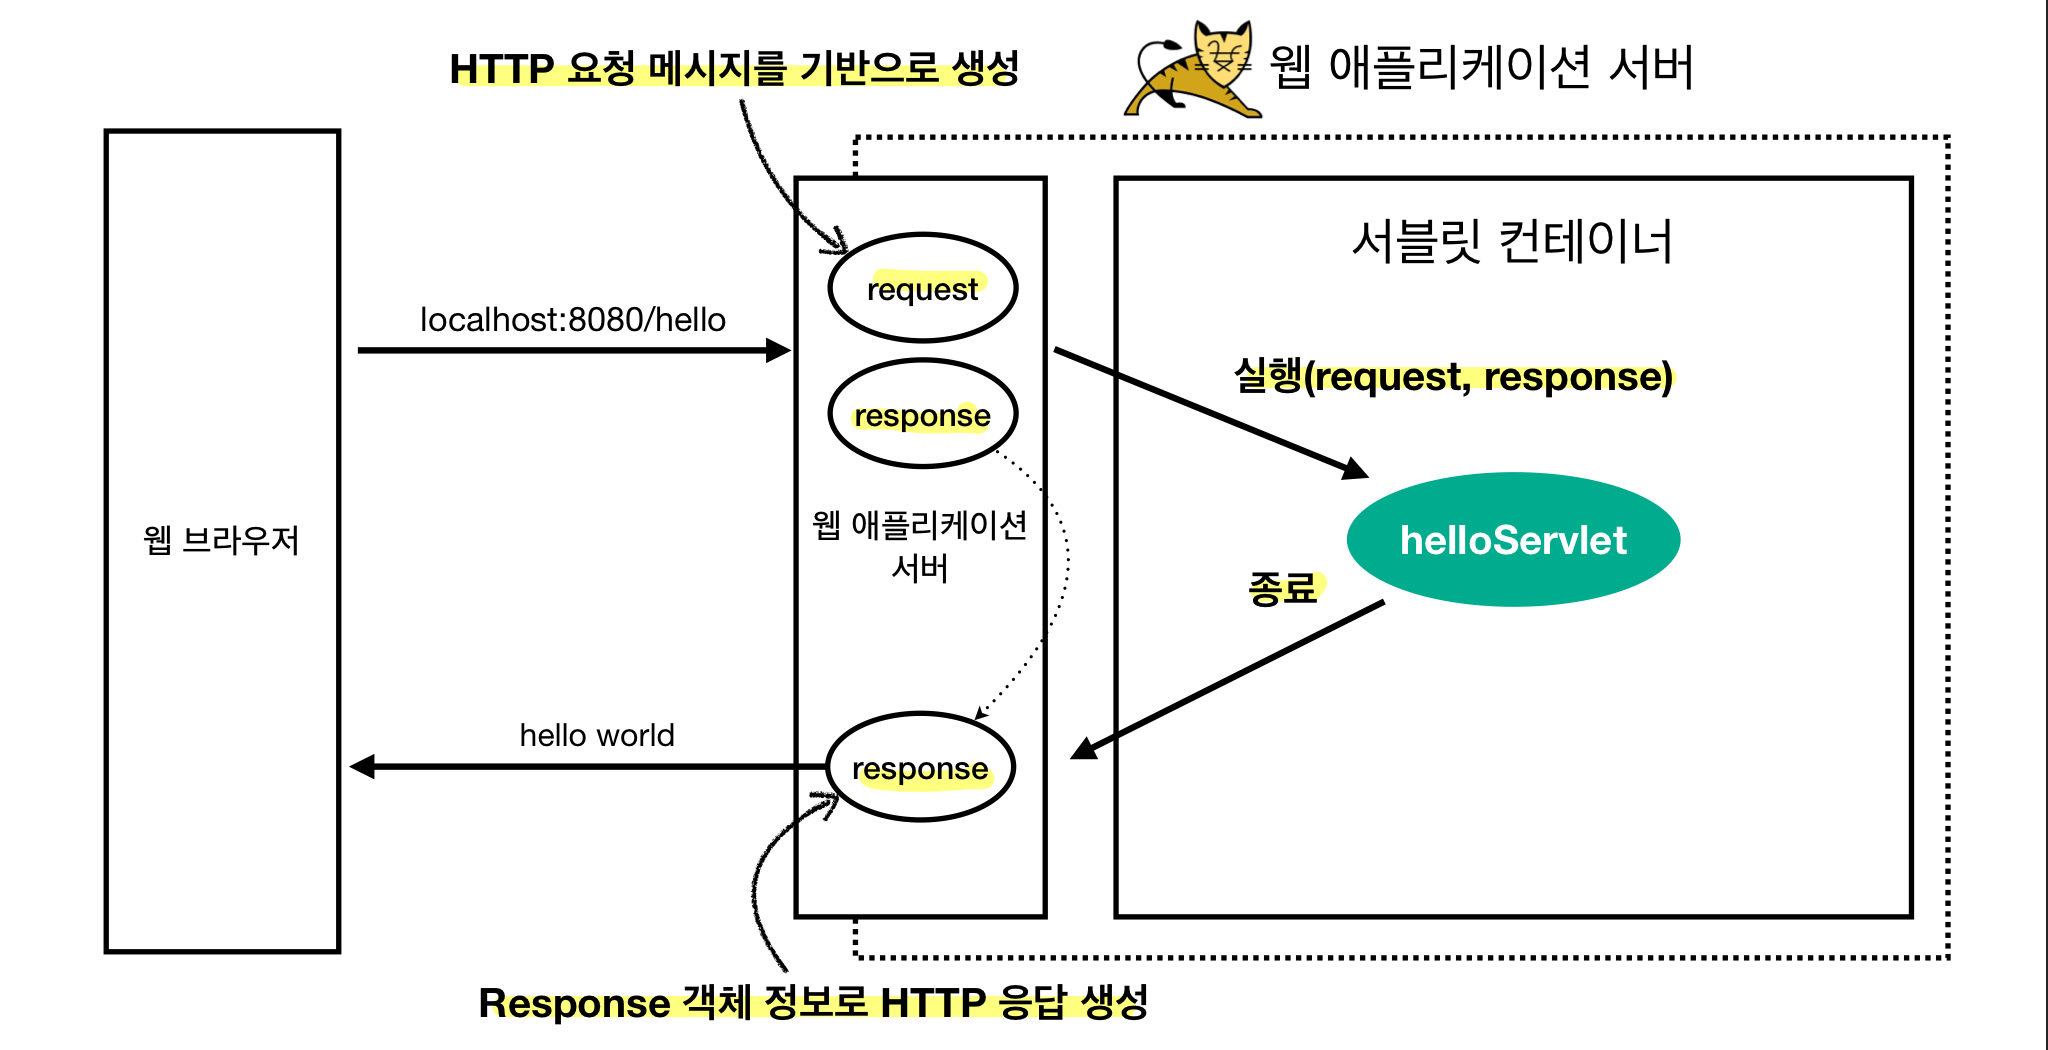 HTTP 요청 메시지를 기반으로 생성
웹 애플리케이션 서버
서블릿 컨테이너
request
localhost:8080/hello
실행(request, response)
response
웹 애플리케이션
서버
웹 브라우저
helloServlet
종료
hello world
response
Response 객체 정보로 HTTP 응답 생성